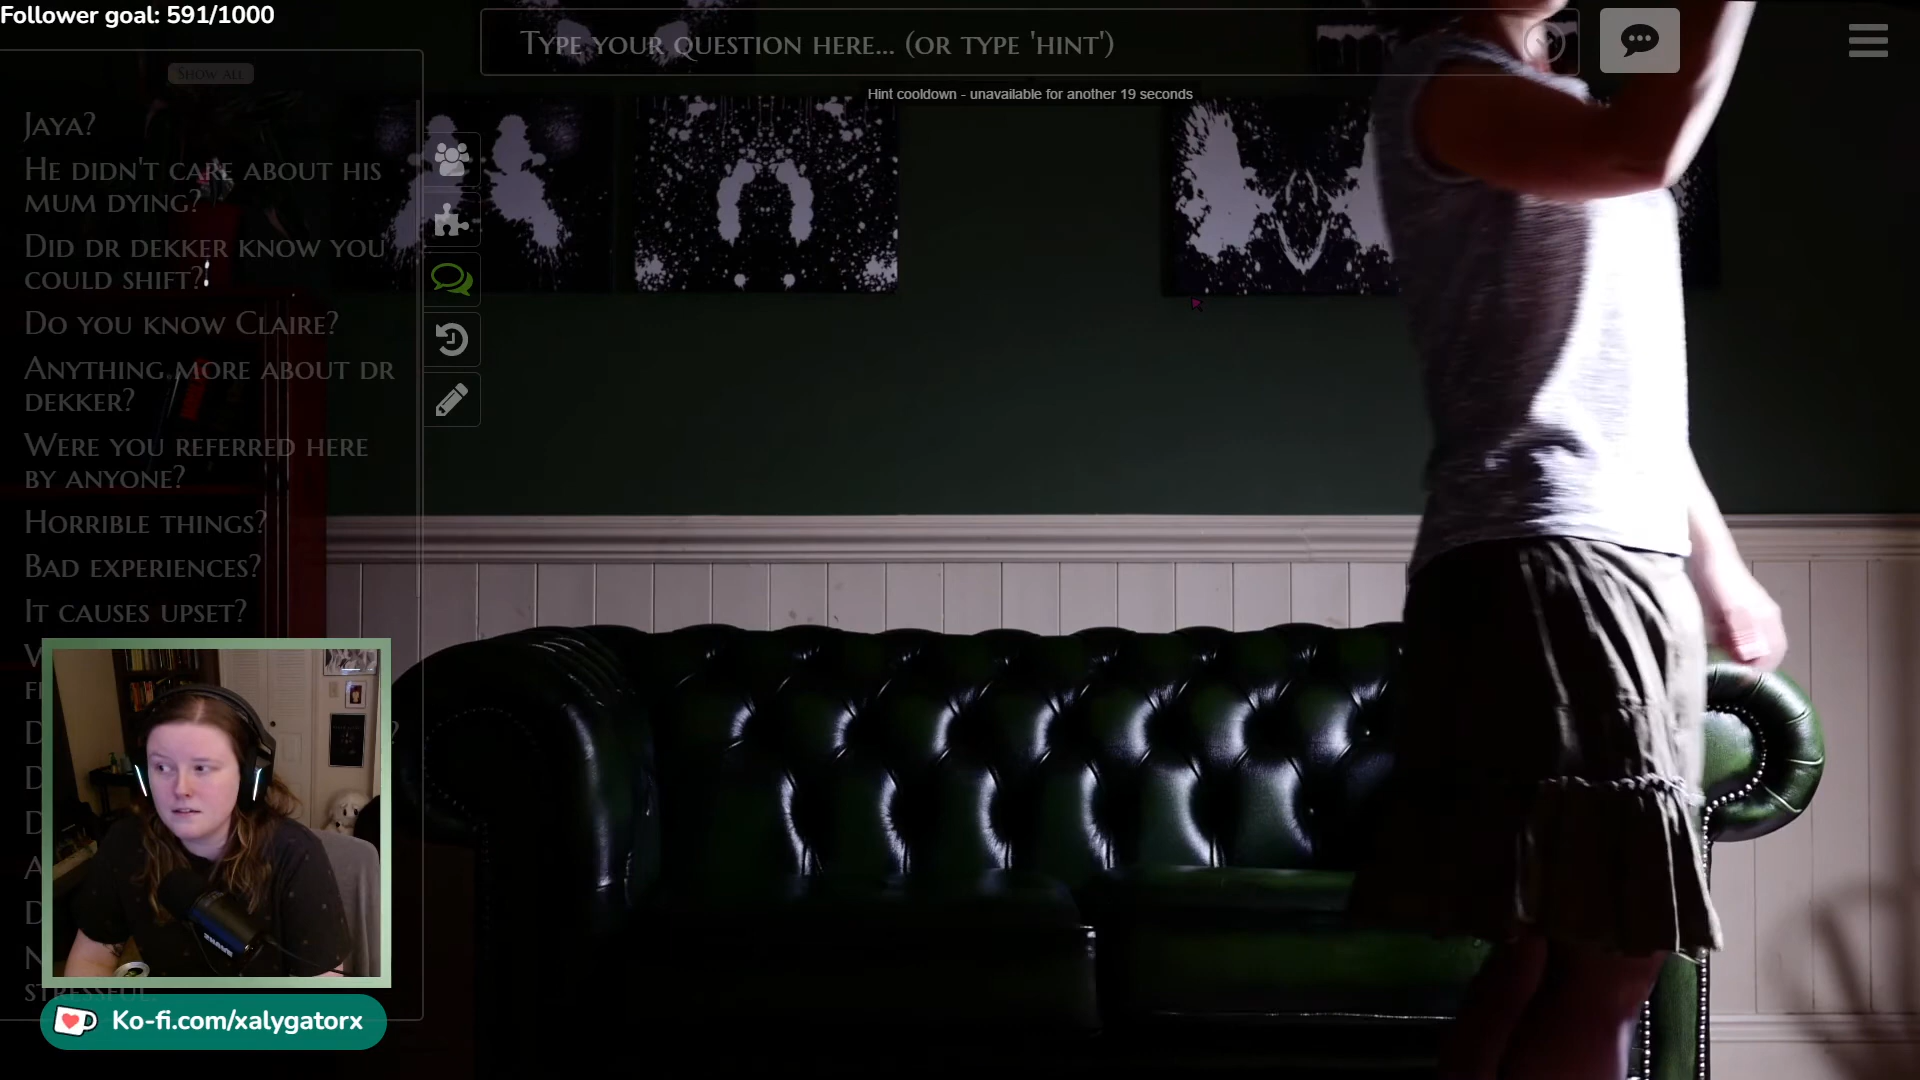 Follower goal: 591/1000
Type your question here... (or type 'hint')
Hint cooldown - unavailable for another 19 seconds
Show all
Jaya?
He didn't care about his
mum dying?
Did dr dekker know you
could shift?
Do you know Claire?
Anything more about dr
dekker?
Were you referred here
by anyone?
Horrible things?
Bad experiences?
It causes upset?
stressful.
Ko-fi.com/xalygatorx